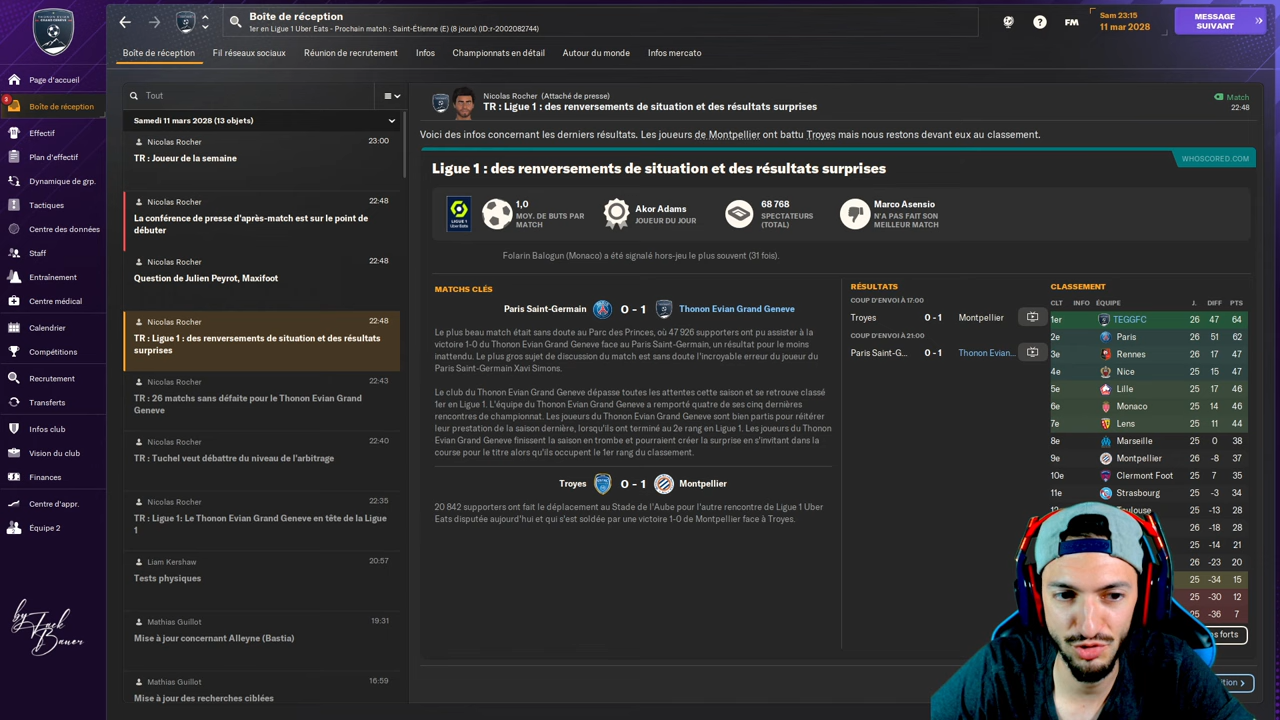 Boîte de réception
1er en Ligue 1 Uber Eats - Prochain match : Saint-Étienne (E) (8 jours) (ID:r-2002082744)
FM
Sam 23:15
11 mar 2028
MESSAGE
SUIVANT
Boîte de réception
Fil réseaux sociaux
Réunion de recrutement
Infos
Championnats en détail
Autour du monde
Infos mercato
Page d'accueil
3
Boîte de réception
Effectif
Plan d'effectif
Dynamique de grp.
Tactiques
Centre des données
Staff
Entraînement
Centre médical
Calendrier
Compétitions
Recrutement
Transferts
Infos club
Vision du club
Finances
Centre d'appr.
Équipe 2
Tout
Samedi 11 mars 2028 (13 objets)
Nicolas Rocher 23:00
TR : Joueur de la semaine
Nicolas Rocher 22:48
La conférence de presse d'après-match est sur le point de
débuter
Nicolas Rocher 22:48
Question de Julien Peyrot, Maxifoot
Nicolas Rocher 22:48
TR : Ligue 1 : des renversements de situation et des résultats
surprises
Nicolas Rocher 22:43
TR : 26 matchs sans défaite pour le Thonon Evian Grand
Geneve
Nicolas Rocher 22:40
TR : Tuchel veut débattre du niveau de l'arbitrage
Nicolas Rocher 22:35
TR : Ligue 1: Le Thonon Evian Grand Geneve en tête de la Ligue
1
Liam Kershaw 20:57
Tests physiques
Mathias Guillot 19:31
Mise à jour concernant Alleyne (Bastia)
Mathias Guillot 16:59
Mise à jour des recherches ciblées
Nicolas Rocher (Attaché de presse)
TR : Ligue 1 : des renversements de situation et des résultats surprises
Match
22:48
Voici des infos concernant les derniers résultats. Les joueurs de Montpellier ont battu Troyes mais nous restons devant eux au classement.
WHOSCORED.COM
Ligue 1 : des renversements de situation et des résultats surprises
1,0
MOY. DE BUTS PAR
MATCH
Akor Adams
JOUEUR DU JOUR
68 768
SPECTATEURS
(TOTAL)
Marco Asensio
N'A PAS FAIT SON
MEILLEUR MATCH
Folarin Balogun (Monaco) a été signalé hors-jeu le plus souvent (31 fois).
MATCHS CLÉS
Paris Saint-Germain 0 - 1 Thonon Evian Grand Geneve
Le plus beau match était sans doute au Parc des Princes, où 47 926 supporters ont pu assister à la
victoire 1-0 du Thonon Evian Grand Geneve face au Paris Saint-Germain, un résultat pour le moins
inattendu. Le plus gros sujet de discussion du match est sans doute l'incroyable erreur du joueur du
Paris Saint-Germain Xavi Simons.
Le club du Thonon Evian Grand Geneve dépasse toutes les attentes cette saison et se retrouve classé
1er en Ligue 1. L'équipe du Thonon Evian Grand Geneve a remporté quatre de ses cinq dernières
rencontres de championnat. Les joueurs du Thonon Evian Grand Geneve sont bien partis pour réitérer
leur prestation de la saison dernière, lorsqu'ils ont terminé au 2e rang en Ligue 1. Les joueurs du Thonon
Evian Grand Geneve finissent la saison en trombe et pourraient créer la surprise en s'invitant dans la
course pour le titre alors qu'ils occupent le 1er rang du classement.
Troyes 0 - 1 Montpellier
20 842 supporters ont fait le déplacement au Stade de l'Aube pour l'autre rencontre de Ligue 1 Uber
Eats disputée aujourd'hui et qui s'est soldée par une victoire 1-0 de Montpellier face à Troyes.
RÉSULTATS
COUP D'ENVOI À 17:00
Troyes 0 - 1 Montpellier
COUP D'ENVOI À 21:00
Paris Saint-G... 0 - 1 Thonon Evian...
CLASSEMENT
CLT INFO ÉQUIPE J. DIFF PTS
1er TEGGFC 26 47 64
2e Paris 26 51 62
3e Rennes 26 17 47
4e Nice 25 15 47
5e Lille 25 17 46
6e Monaco 25 14 46
7e Lens 25 11 44
8e Marseille 25 0 38
9e Montpellier 26 -8 37
10e Clermont Foot 25 7 35
11e Strasbourg 25 -3 34
Toulouse 25 -13 28
26 -18 28
25 -14 21
26 -23 20
25 -34 15
25 -30 12
25 -36 7
forts
by Zack